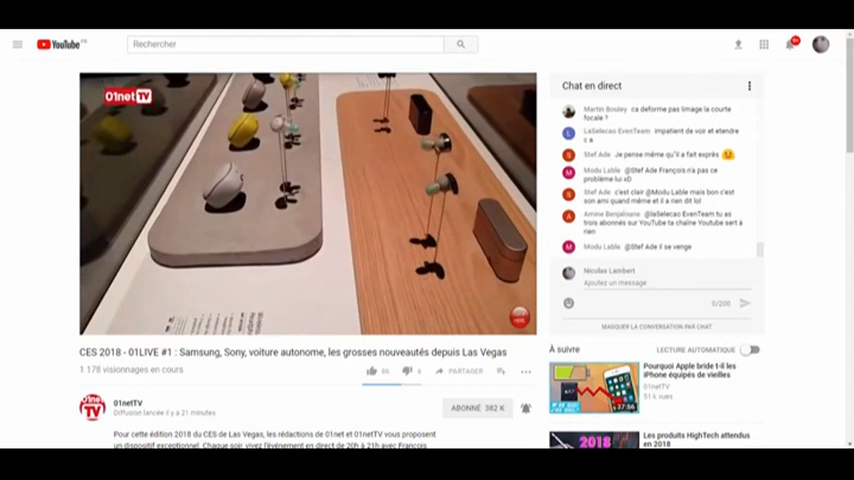 YouTube FR
Rechercher
9+
01net TV
Chat en direct
Martin Bouley ca deforme pas limage la courte
focale ?
LaSelecao EvenTeam impatient de voir et etendre
c a
Stef Ade Je pense même qu"il a fait exprès
Modu Lable @Stef Ade François n'a pas ce
problème lui xD
Stef Ade c'est clair @Modu Lable mais bon c'est
son ami quand même et il n rien dit lol
Amine Benjaloune @laSelecao EvenTeam tu as
trois abonnés sur YouTube ta chaîne Youtube sert à
rien
Modu Lable @Stef Ade il se venge
Nicolas Lambert
Ajoutez un message
0/200
MASQUER LA CONVERSATION PAR CHAT
CES 2018 - 01LIVE #1 : Samsung, Sony, voiture autonome, les grosses nouveautés depuis Las Vegas
1 178 visionnages en cours
4
PARTAGER
01net TV
01netTV
Diffusion lancée il y a 21 minutes
ABONNÉ 382 K
Pour cette édition 2018 du CES de Las Vegas, les rédactions de 01net et 01netTV vous proposent
un dispositif exceptionnel. Chaque soir, vivez l'événement en direct de 20h à 21h avec François
À suivre
LECTURE AUTOMATIQUE
37:56
Pourquoi Apple bride t-il les
iPhone équipés de vieilles
01netTV
51 k vues
2018
Les produits HighTech attendus
en 2018